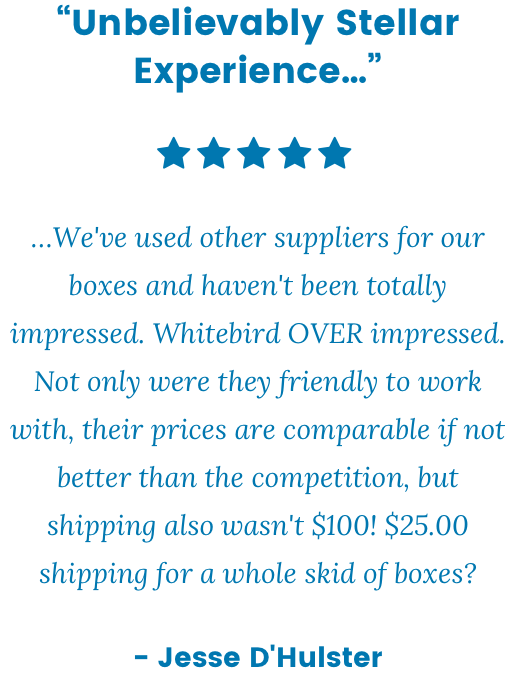 “Unbelievably Stellar
Experience...”
...We've used other suppliers for our
boxes and haven't been totally
impressed. Whitebird OVER impressed.
Not only were they friendly to work
with, their prices are comparable if not
better than the competition, but
shipping also wasn't $100! $25.00
shipping for a whole skid of boxes?
- Jesse D'Hulster